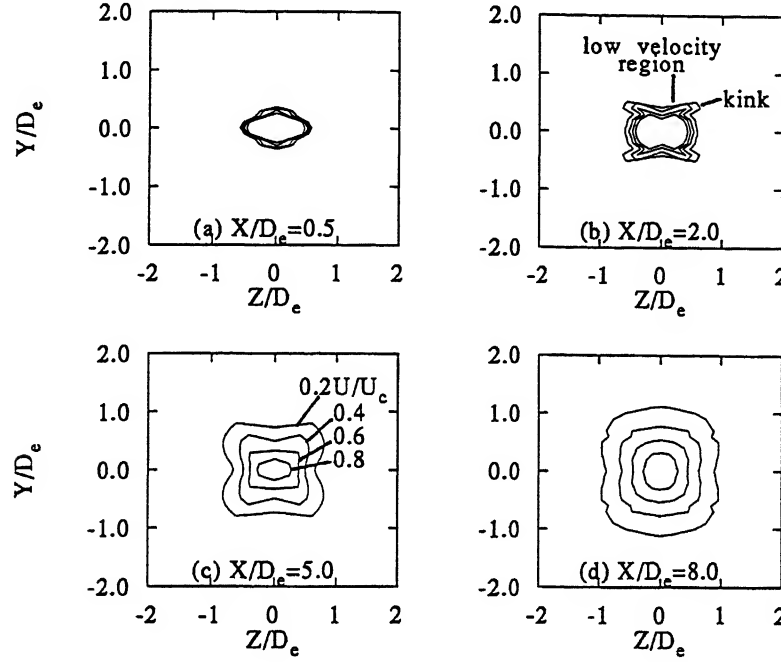 2.0
1.0
0.0
-1.0
-2.0
Y/D_e
(a) X/D_e=0.5
-2 -1 0 1 2
Z/D_e
2.0
1.0
0.0
-1.0
-2.0
low velocity
region
kink
(b) X/D_e=2.0
-2 -1 0 1 2
Z/D_e
2.0
1.0
0.0
-1.0
-2.0
Y/D_e
0.2U/U_c
0.4
0.6
0.8
(c) X/D_e=5.0
-2 -1 0 1 2
Z/D_e
2.0
1.0
0.0
-1.0
-2.0
(d) X/D_e=8.0
-2 -1 0 1 2
Z/D_e